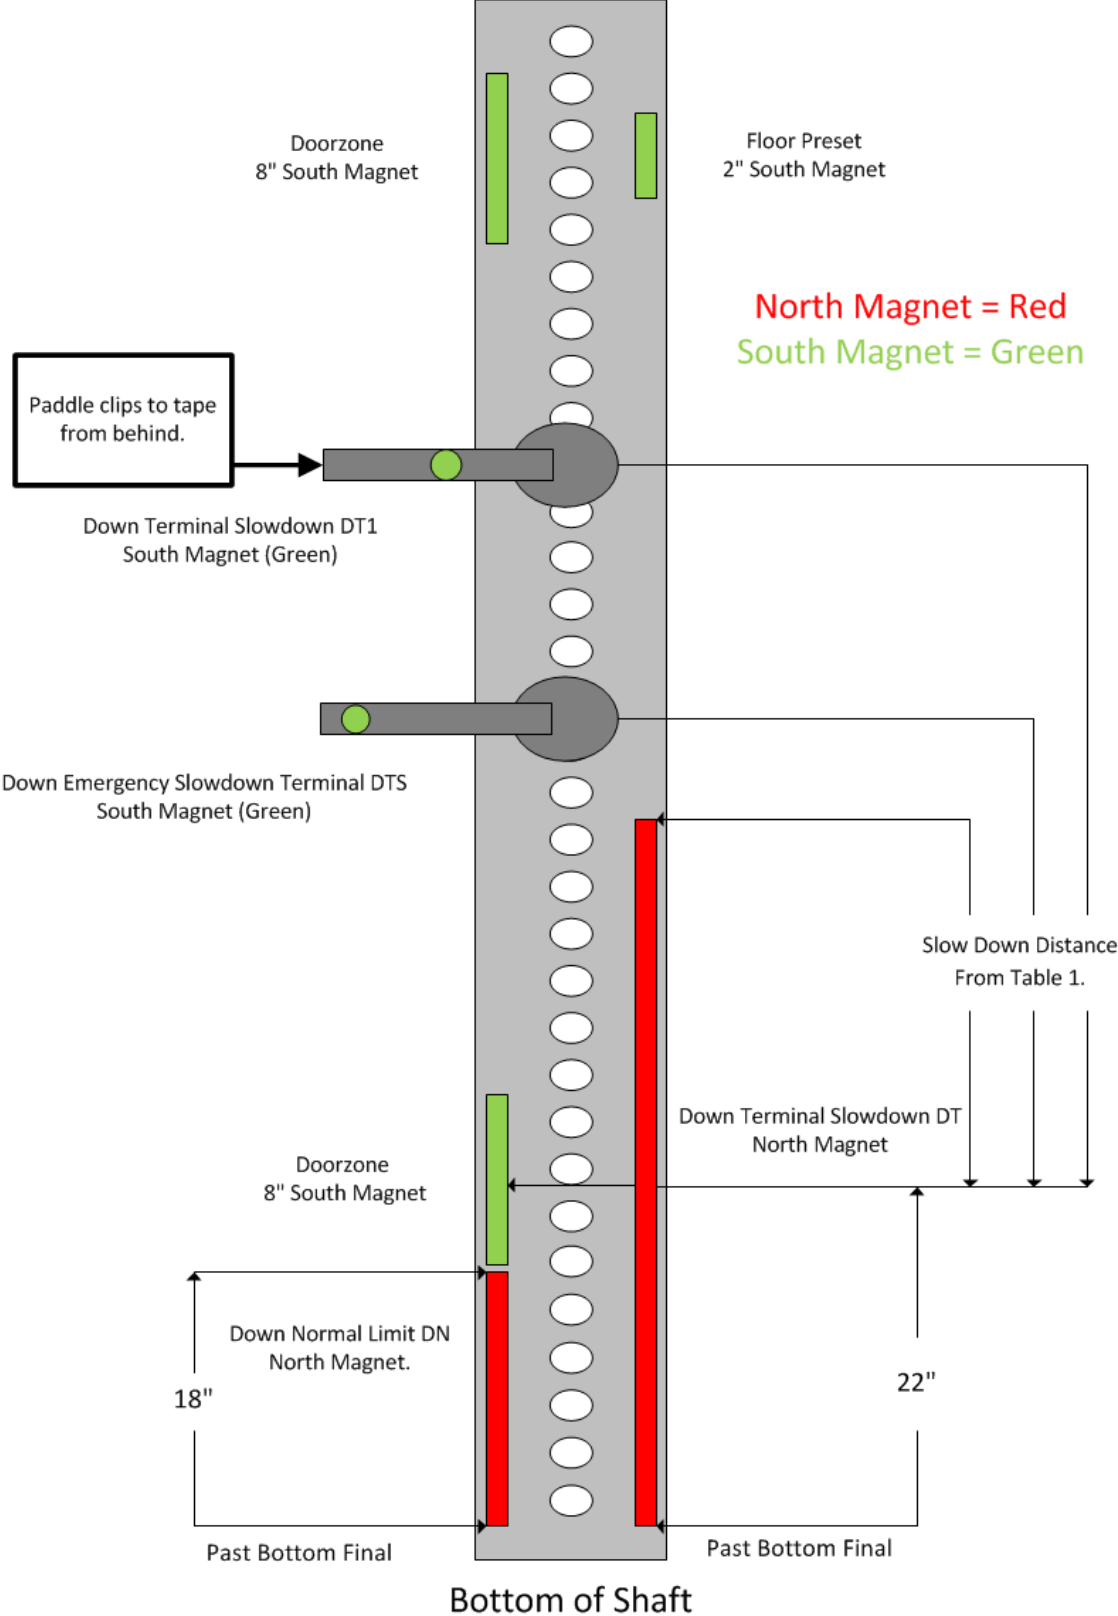 Doorzone
8" South Magnet
Floor Preset
2" South Magnet
North Magnet = Red
South Magnet = Green
Paddle clips to tape
from behind.
Down Terminal Slowdown DT1
South Magnet (Green)
Down Emergency Slowdown Terminal DTS
South Magnet (Green)
Slow Down Distance
From Table 1.
Down Terminal Slowdown DT
North Magnet
Doorzone
8" South Magnet
Down Normal Limit DN
North Magnet.
18"
22"
Past Bottom Final
Past Bottom Final
Bottom of Shaft